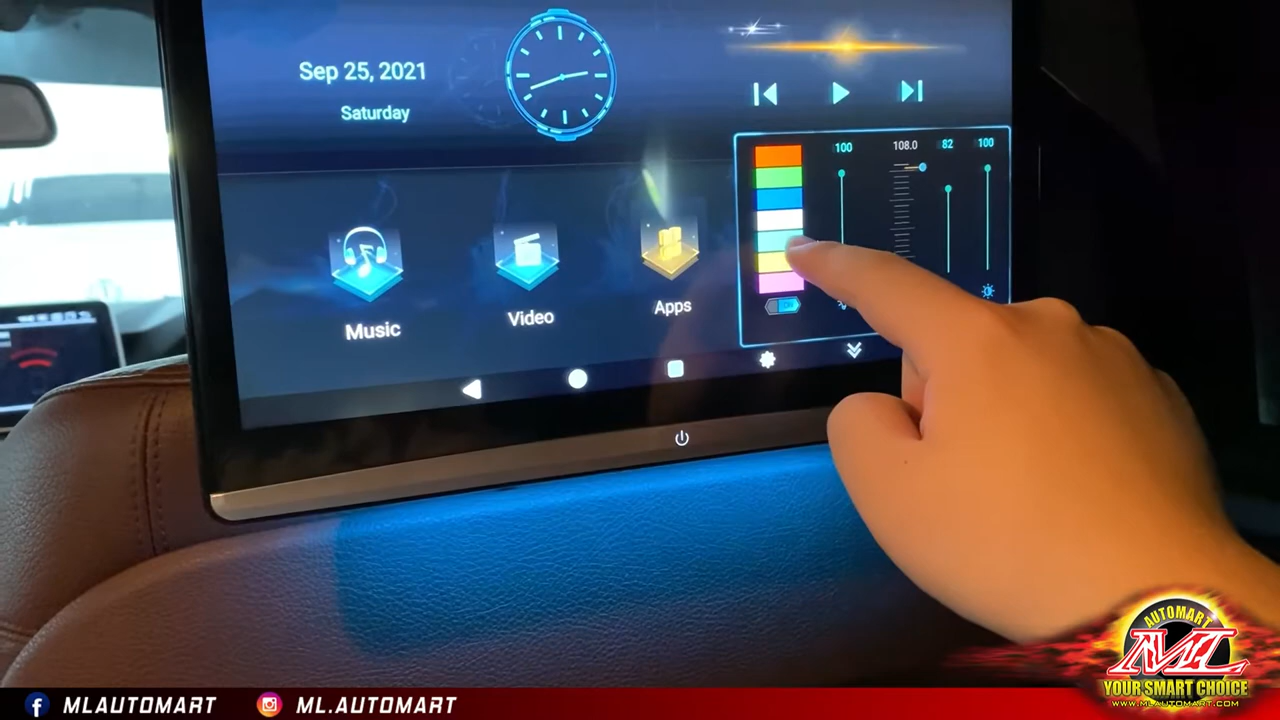 Sep 25, 2021
Saturday
100
108.0
82
100
Music
Video
Apps
AUTOMART
ML
YOUR SMART CHOICE
WWW.MLAUTOMART.COM
MLAUTOMART
ML.AUTOMART